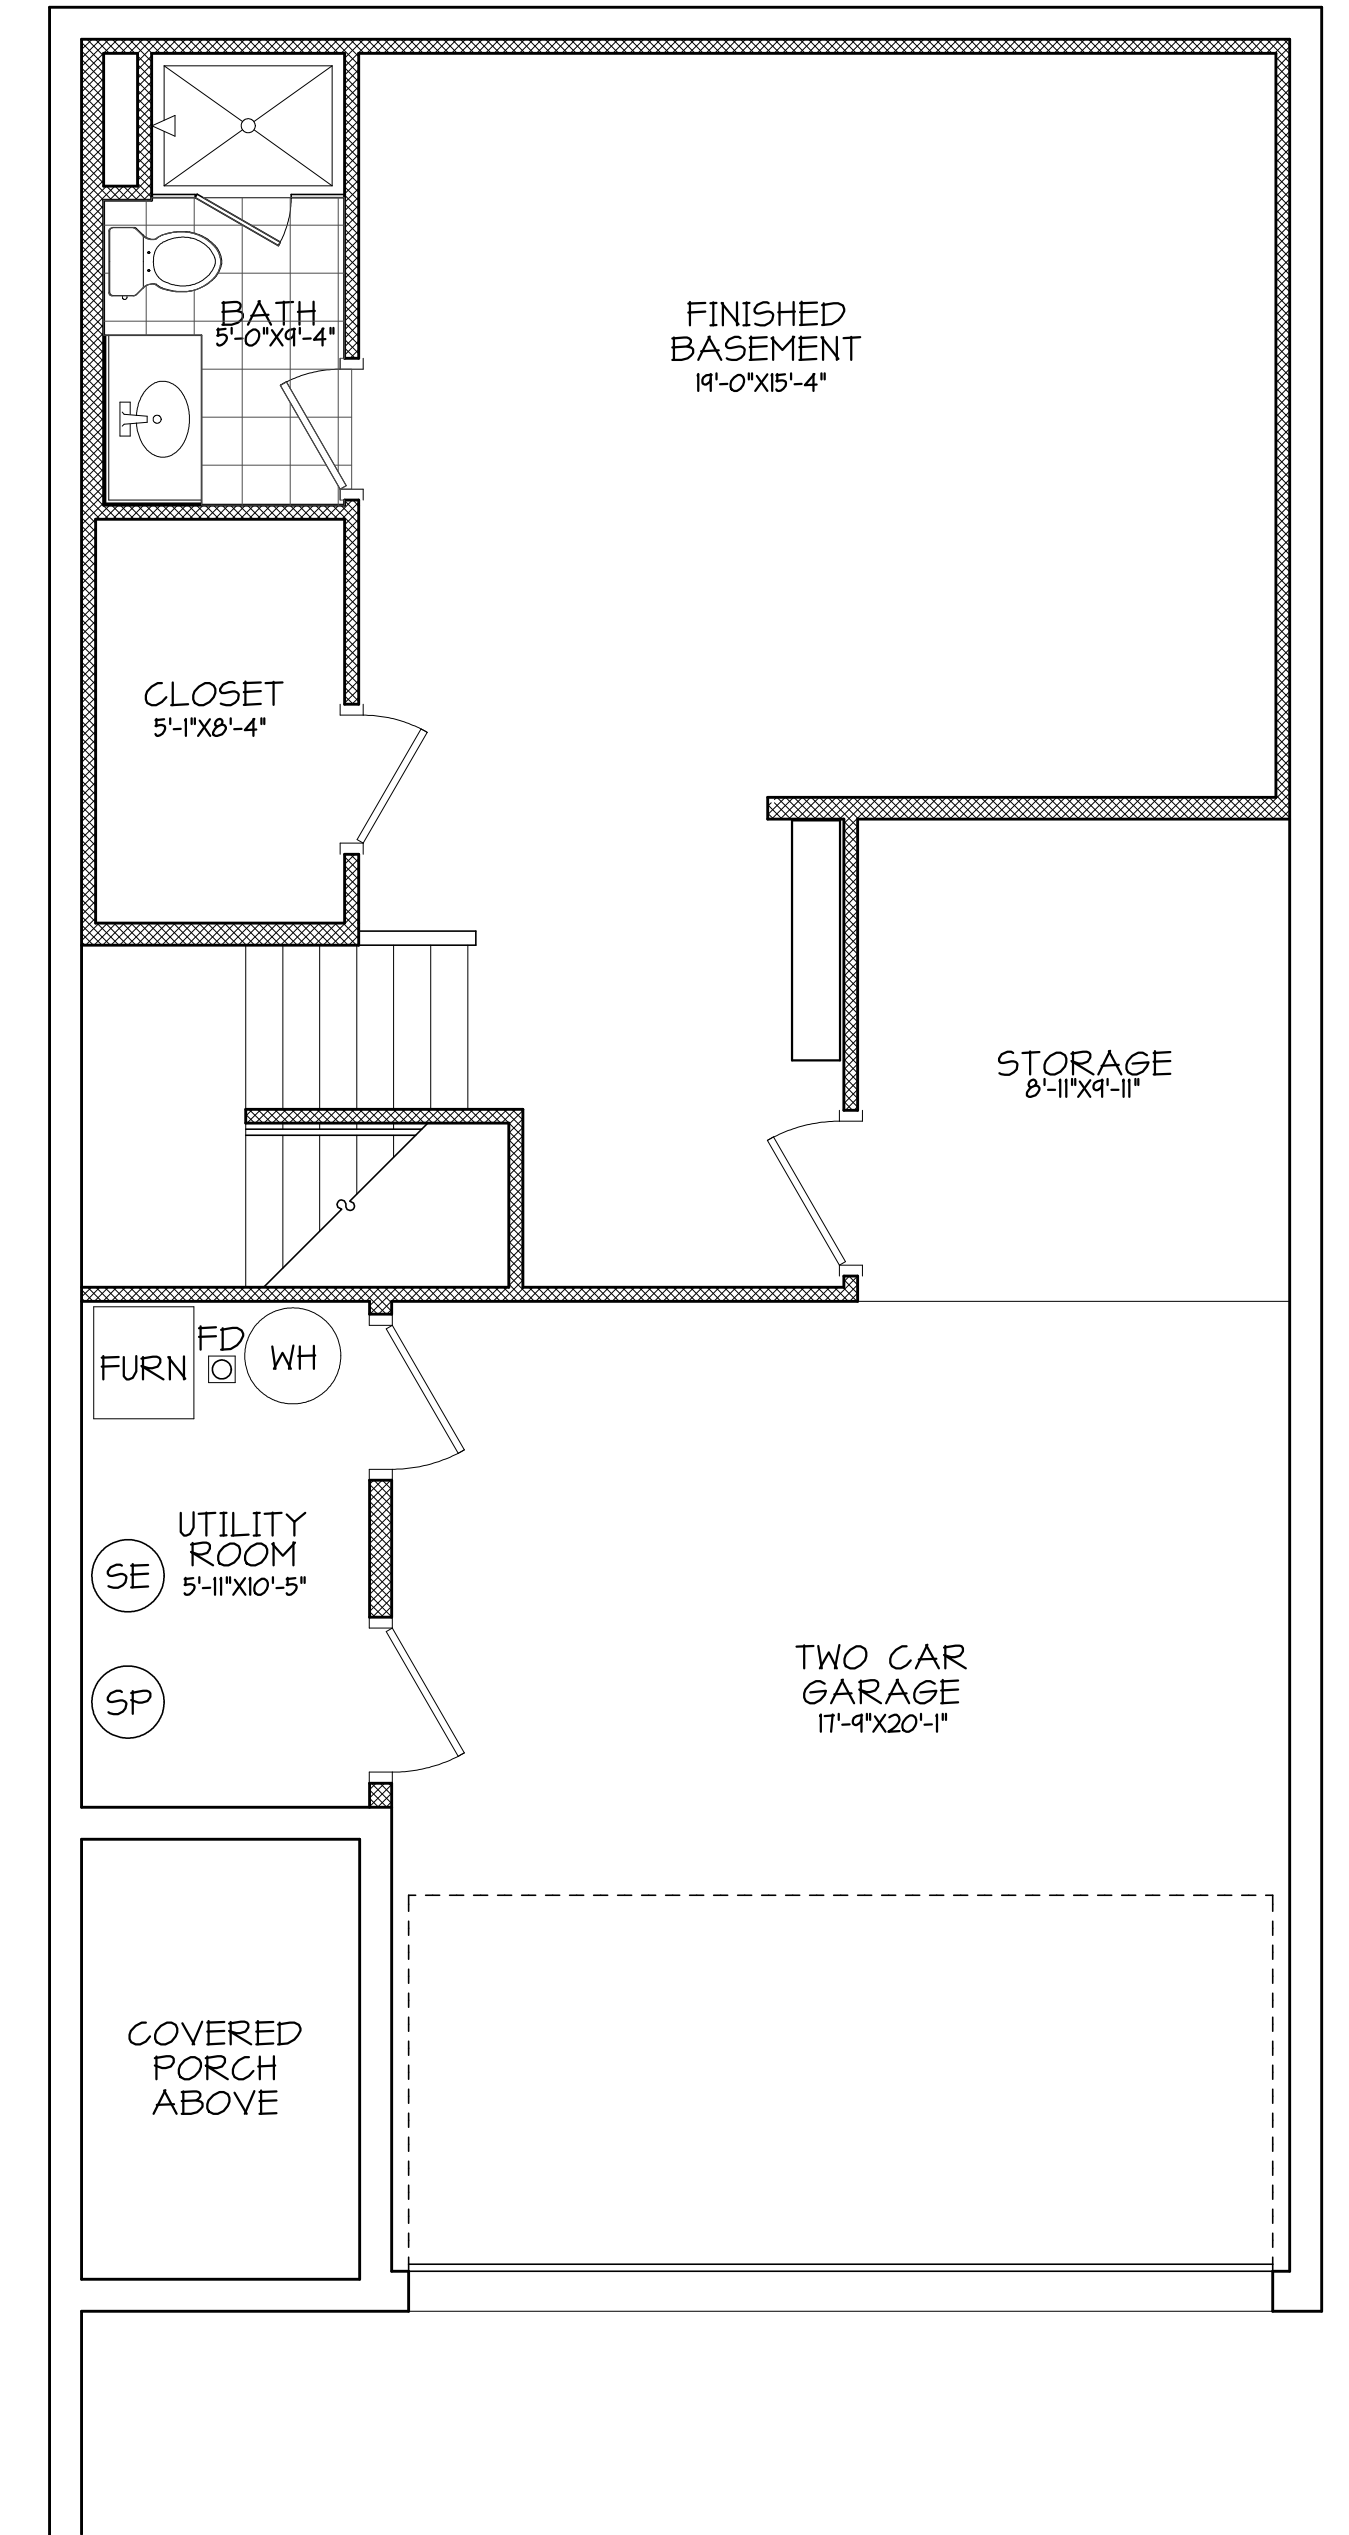 BATH
5'-0"X9'-4"
FINISHED
BASEMENT
19'-0"X15'-4"
CLOSET
5'-1"X8'-4"
STORAGE
8'-11"X9'-11"
FURN
FD
WH
UTILITY
ROOM
5'-11"X10'-5"
SE
SP
TWO CAR
GARAGE
17'-9"X20'-1"
COVERED
PORCH
ABOVE